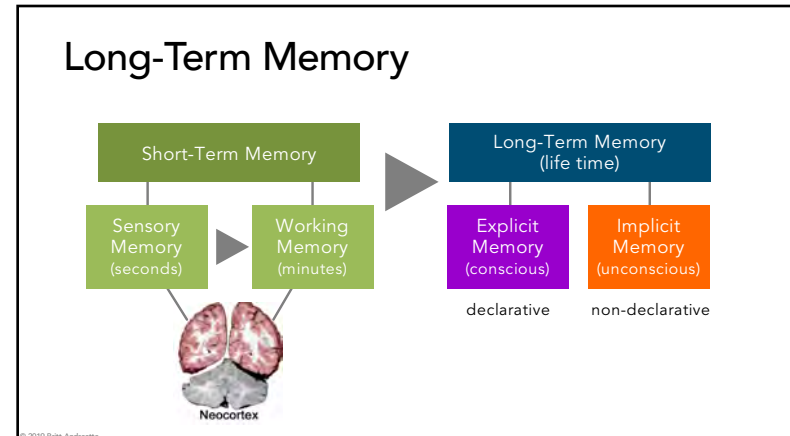 Long-Term Memory
Short-Term Memory
Long-Term Memory
(life time)
Sensory
Memory
(seconds)
Working
Memory
(minutes)
Explicit
Memory
(conscious)
Implicit
Memory
(unconscious)
declarative
non-declarative
Neocortex